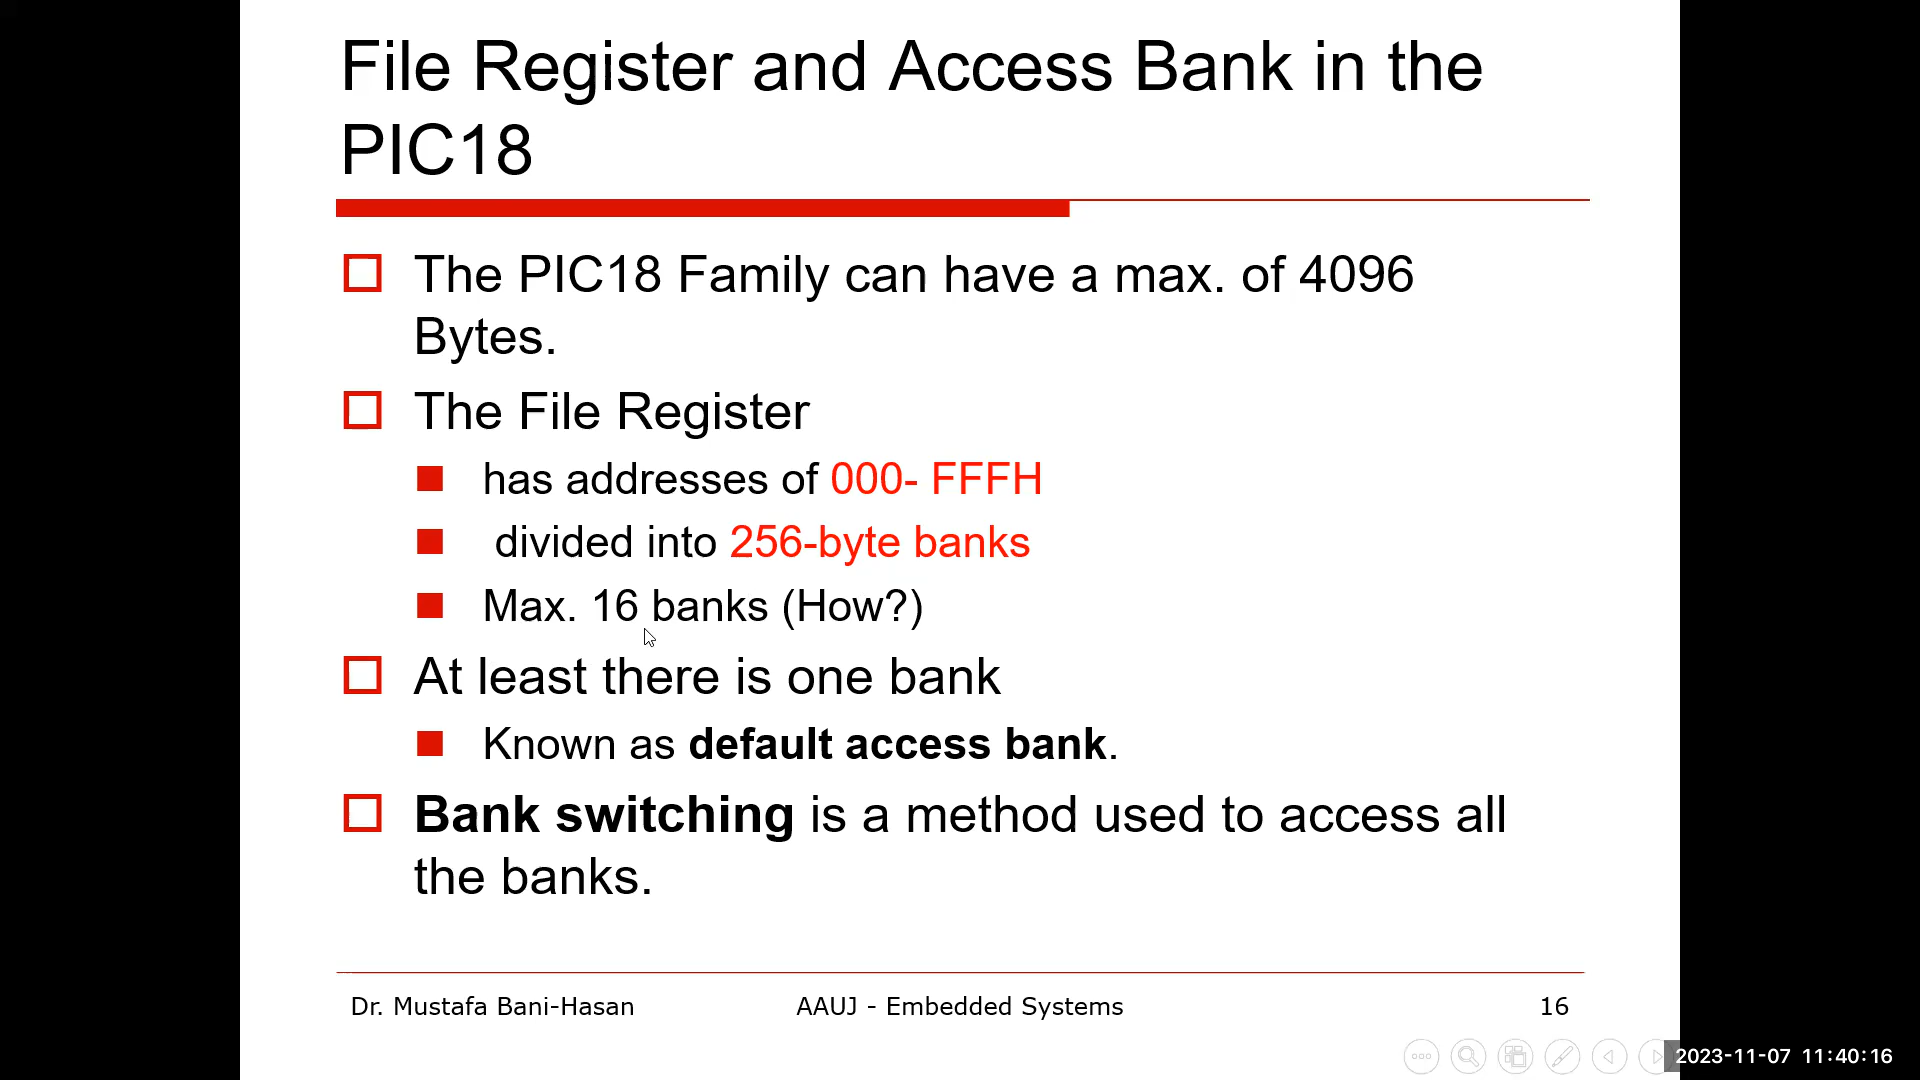 File Register and Access Bank in the
PIC18
The PIC18 Family can have a max. of 4096
Bytes.
The File Register
has addresses of 000- FFFH
divided into 256-byte banks
Max. 16 banks (How?)
At least there is one bank
Known as default access bank.
Bank switching is a method used to access all
the banks.
Dr. Mustafa Bani-Hasan
AAUJ - Embedded Systems
16
2023-11-07 11:40:16